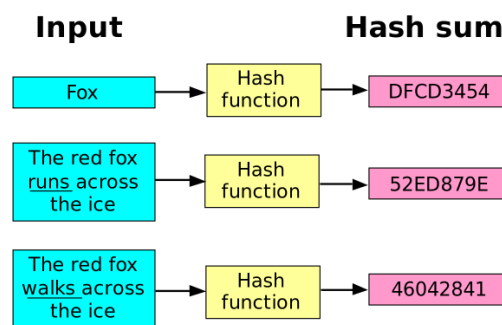 Input
Hash sum
Fox
Hash
function
DFCD3454
The red fox
runs across
the ice
Hash
function
52ED879E
The red fox
walks across
the ice
Hash
function
46042841